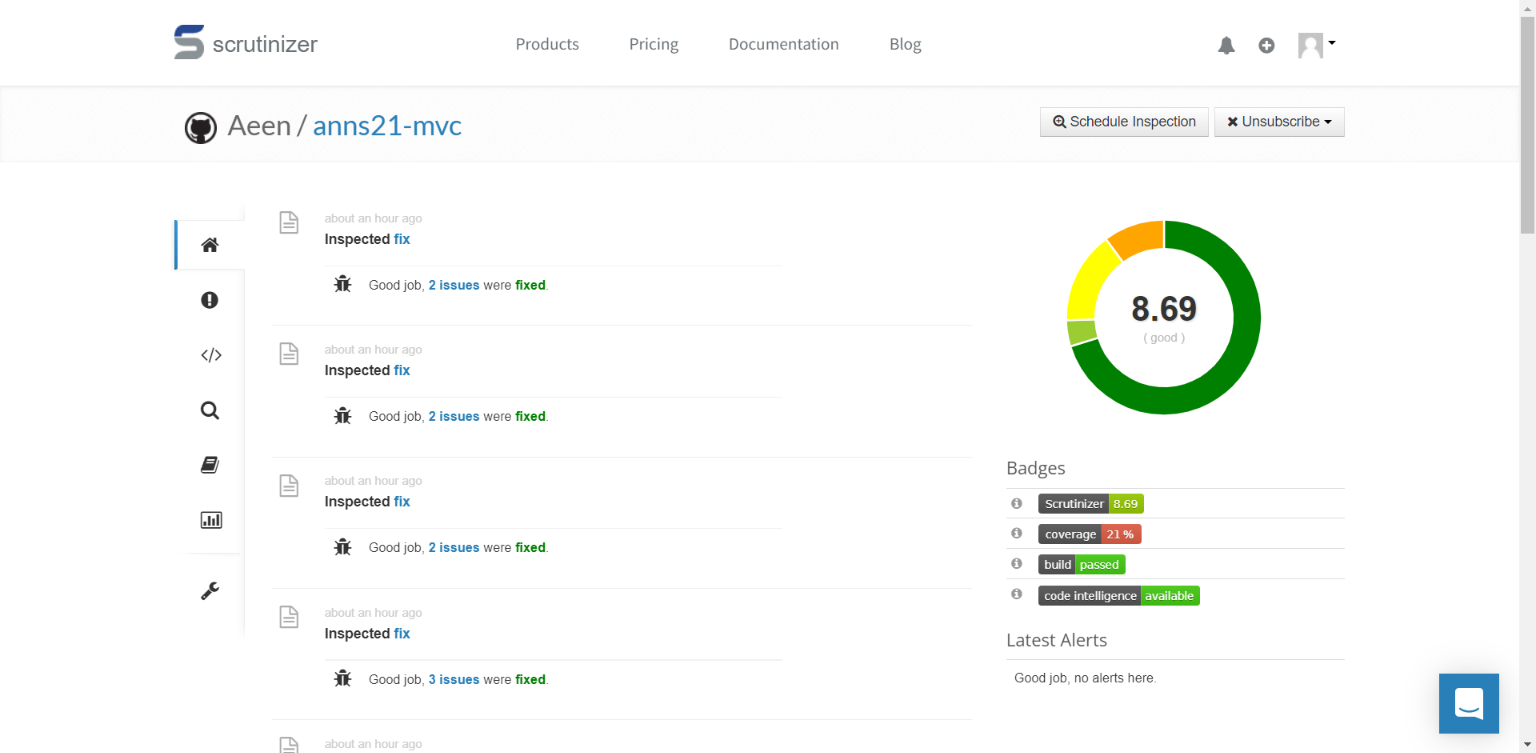 scrutinizer
Products
Pricing
Documentation
Blog
Aeen / anns21-mvc
Schedule Inspection
Unsubscribe
about an hour ago
Inspected fix
Good job, 2 issues were fixed.
about an hour ago
Inspected fix
Good job, 2 issues were fixed.
about an hour ago
Inspected fix
Good job, 2 issues were fixed.
about an hour ago
Inspected fix
Good job, 3 issues were fixed.
about an hour ago
8.69
( good )
Badges
Scrutinizer 8.69
coverage 21 %
build passed
code intelligence available
Latest Alerts
Good job, no alerts here.